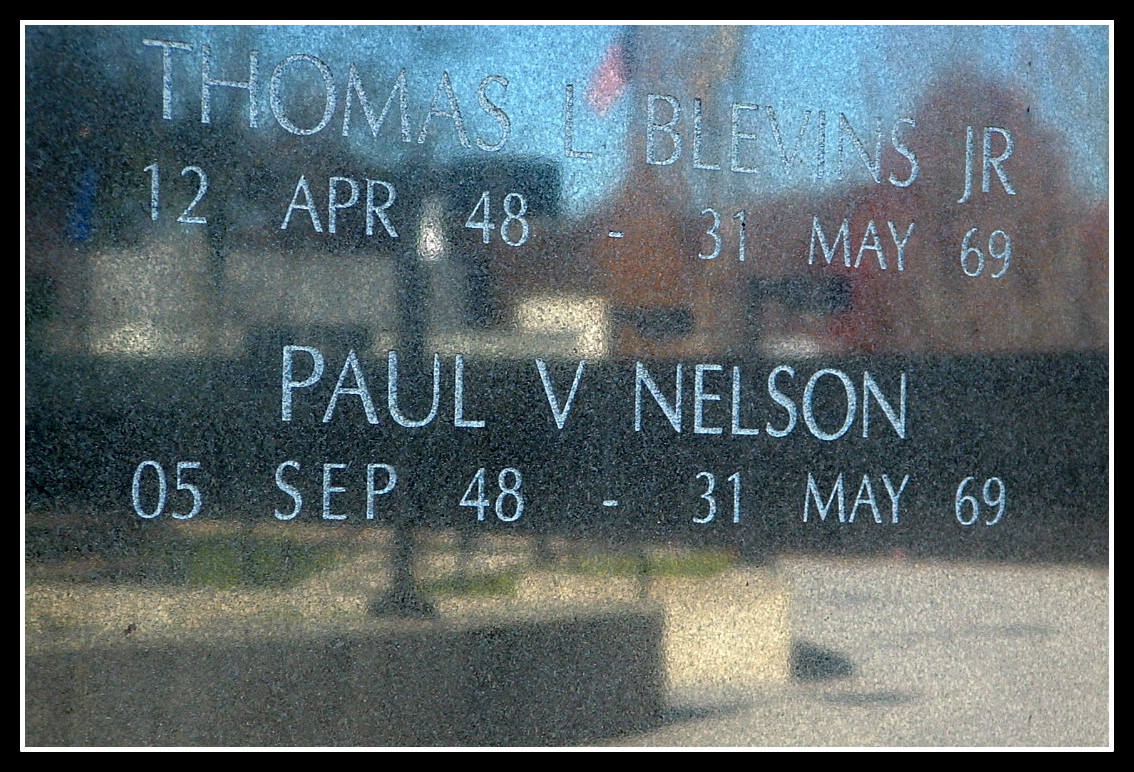 THOMAS L BLEVINS JR
12 APR 48 - 31 MAY 69
PAUL V NELSON
05 SEP 48 - 31 MAY 69